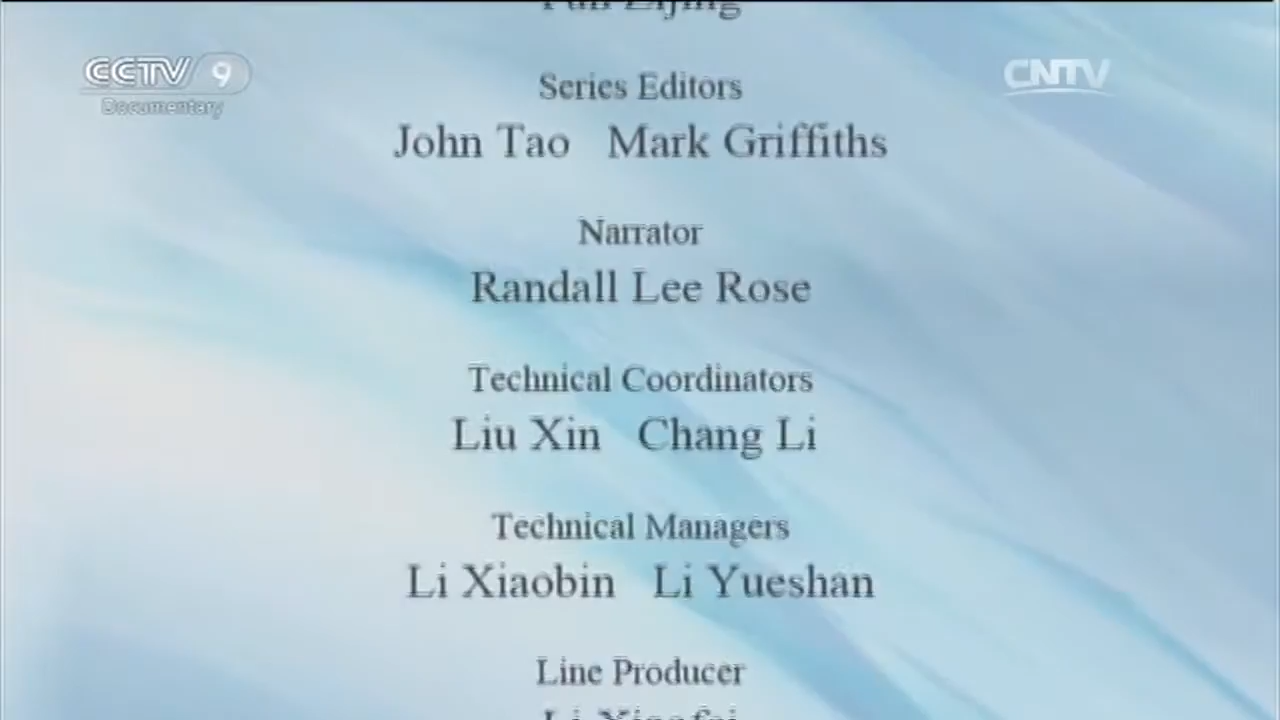 CCTV 9
Documentary
CNTV
Series Editors
John Tao Mark Griffiths
Narrator
Randall Lee Rose
Technical Coordinators
Liu Xin Chang Li
Technical Managers
Li Xiaobin Li Yueshan
Line Producer